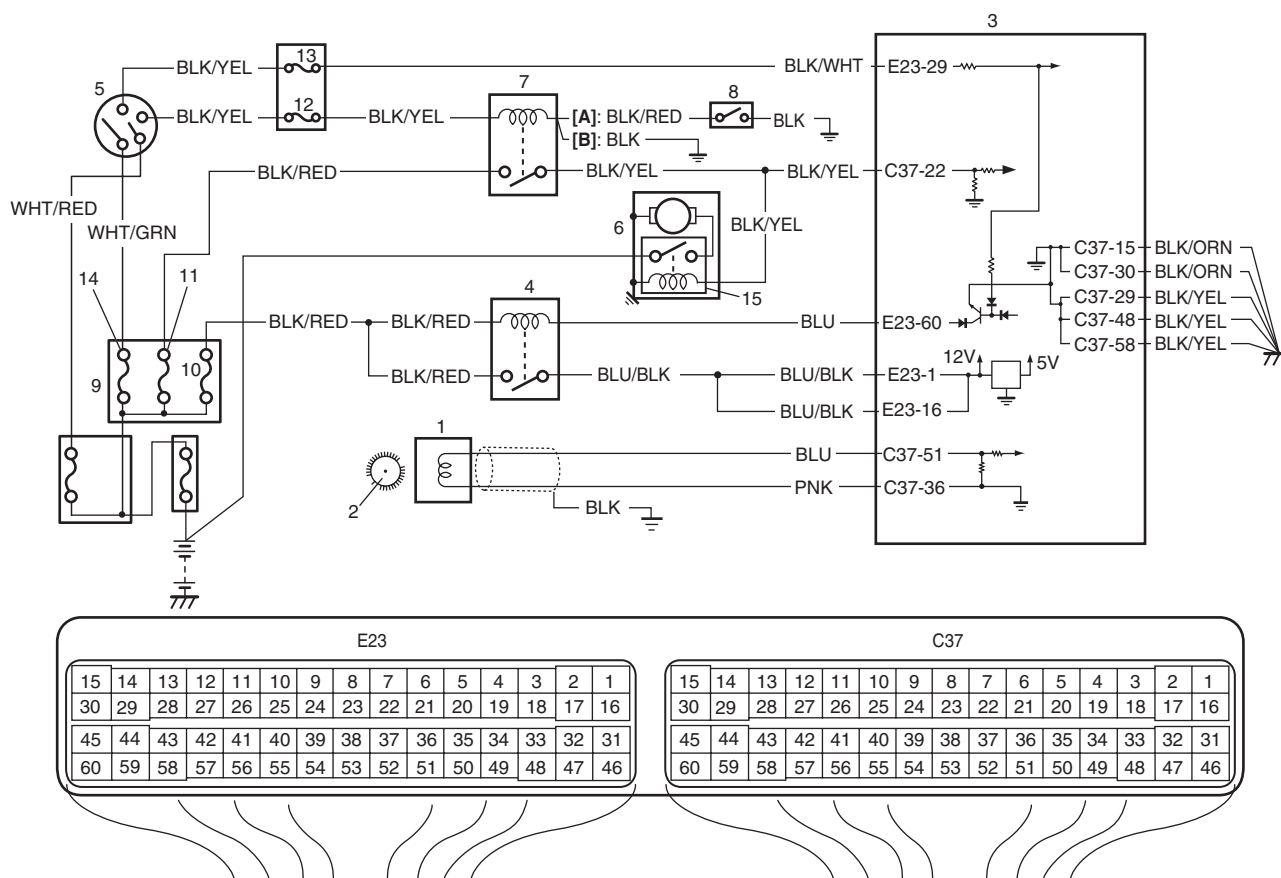 3
BLK/YEL 13 BLK/WHT E23-29
5 7 8
BLK/YEL 12 BLK/YEL [A]: BLK/RED BLK
[B]: BLK
BLK/RED BLK/YEL BLK/YEL C37-22
WHT/RED 6 BLK/YEL
WHT/GRN
C37-15 BLK/ORN
14 11 C37-30 BLK/ORN
4 15 C37-29 BLK/YEL
BLK/RED BLK/RED BLU E23-60 C37-48 BLK/YEL
C37-58 BLK/YEL
9 10 12V 5V
BLK/RED BLU/BLK BLU/BLK E23-1
BLU/BLK E23-16
1
BLU C37-51
2 PNK C37-36
BLK
E23 C37
15 14 13 12 11 10 9 8 7 6 5 4 3 2 1 15 14 13 12 11 10 9 8 7 6 5 4 3 2 1
30 29 28 27 26 25 24 23 22 21 20 19 18 17 16 30 29 28 27 26 25 24 23 22 21 20 19 18 17 16
45 44 43 42 41 40 39 38 37 36 35 34 33 32 31 45 44 43 42 41 40 39 38 37 36 35 34 33 32 31
60 59 58 57 56 55 54 53 52 51 50 49 48 47 46 60 59 58 57 56 55 54 53 52 51 50 49 48 47 46